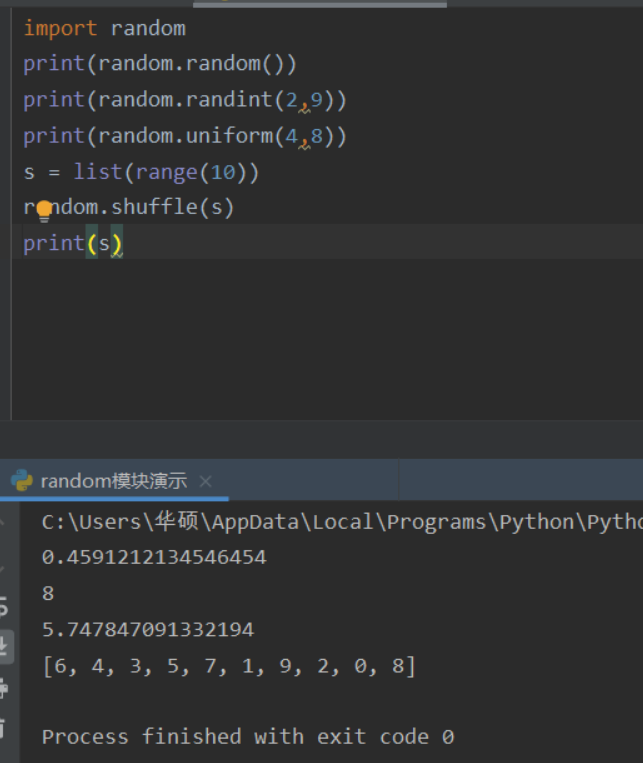 import random
print(random.random())
print(random.randint(2,9))
print(random.uniform(4,8))
s = list(range(10))
random.shuffle(s)
print(s)
random模块演示
C:\Users\华硕\AppData\Local\Programs\Python\Pytho
0.4591212134546454
8
5.747847091332194
[6, 4, 3, 5, 7, 1, 9, 2, 0, 8]
Process finished with exit code 0